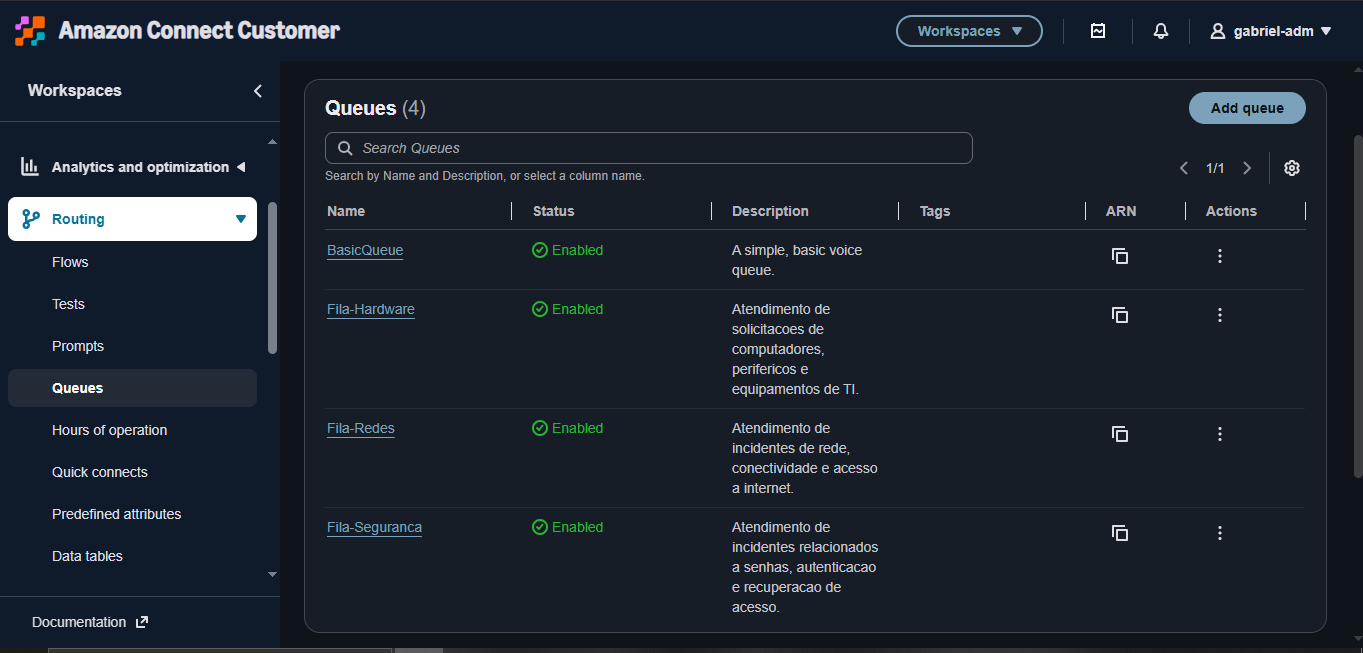 Amazon Connect Customer
Workspaces
gabriel-adm
Workspaces
Analytics and optimization
Routing
Flows
Tests
Prompts
Queues
Hours of operation
Quick connects
Predefined attributes
Data tables
Documentation
Queues (4)
Add queue
Search Queues
Search by Name and Description, or select a column name.
1/1
Name Status Description Tags ARN Actions
BasicQueue Enabled A simple, basic voice
queue.
Fila-Hardware Enabled Atendimento de
solicitacoes de
computadores,
perifericos e
equipamentos de TI.
Fila-Redes Enabled Atendimento de
incidentes de rede,
conectividade e acesso
a internet.
Fila-Seguranca Enabled Atendimento de
incidentes relacionados
a senhas, autenticacao
e recuperacao de
acesso.